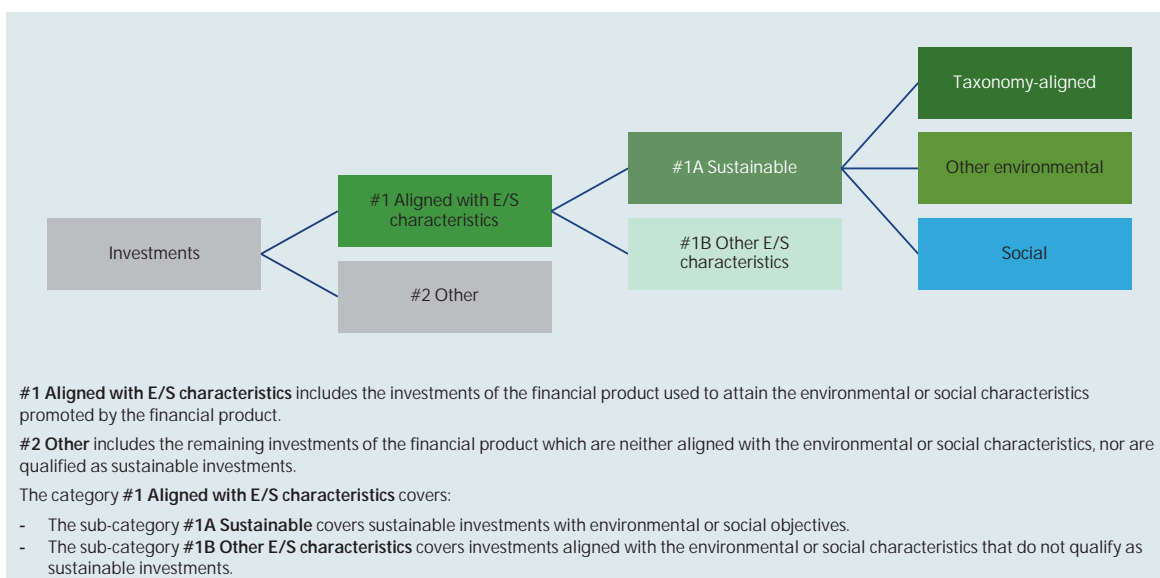 Taxonomy-aligned
#1A Sustainable
Other environmental
#1 Aligned with E/S
characteristics
Investments
#1B Other E/S
characteristics
Social
#2 Other
#1 Aligned with E/S characteristics includes the investments of the financial product used to attain the environmental or social characteristics
promoted by the financial product.
#2 Other includes the remaining investments of the financial product which are neither aligned with the environmental or social characteristics, nor are
qualified as sustainable investments.
The category #1 Aligned with E/S characteristics covers:
- The sub-category #1A Sustainable covers sustainable investments with environmental or social objectives.
- The sub-category #1B Other E/S characteristics covers investments aligned with the environmental or social characteristics that do not qualify as
sustainable investments.